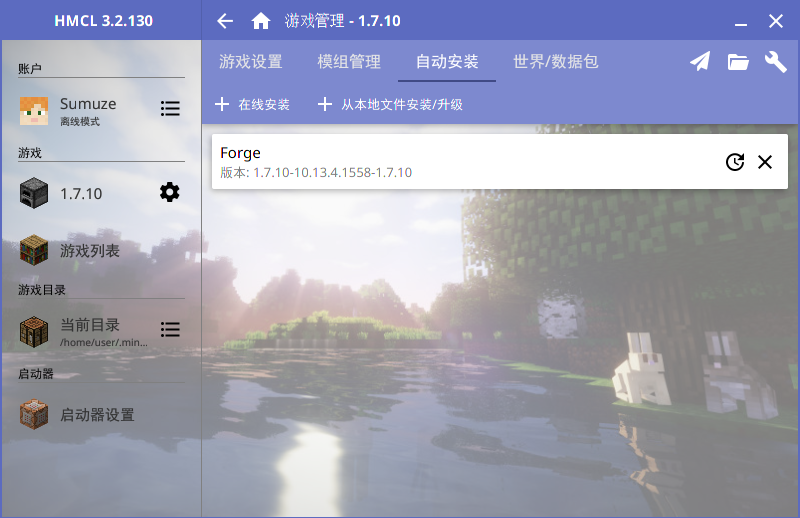 HMCL 3.2.130
游戏管理 - 1.7.10
账户
Sumuze
离线模式
游戏
1.7.10
游戏列表
游戏目录
当前目录
/home/user/.min...
启动器
启动器设置
游戏设置 模组管理 自动安装 世界/数据包
在线安装 从本地文件安装/升级
Forge
版本: 1.7.10-10.13.4.1558-1.7.10